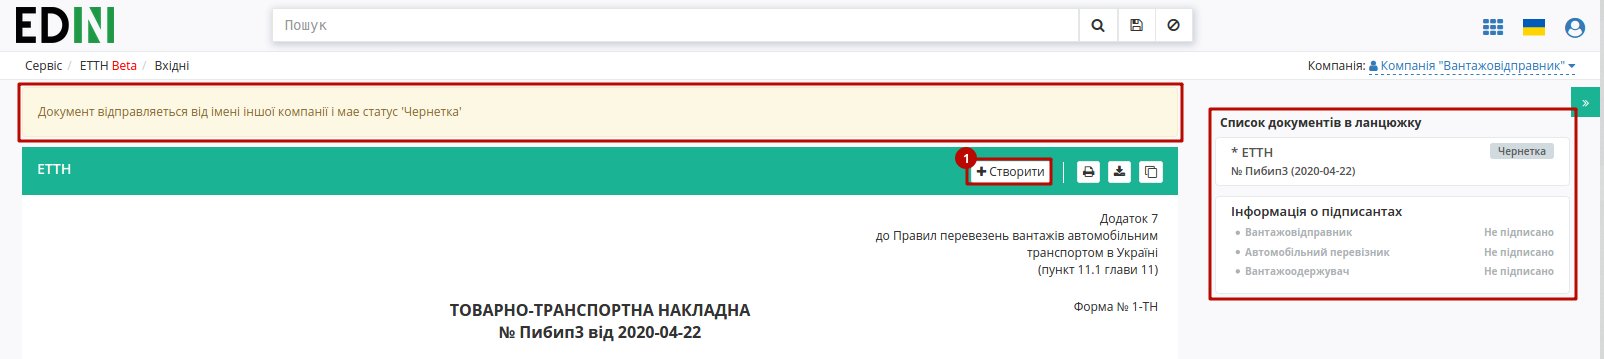 EDIN
Пошук
Сервіс / ЕТТН Beta / Вхідні
Компанія: Компанія "Вантажовідправник"
Документ відправляеться від імені іншої компанії і мае статус 'Чернетка'
»
Список документів в ланцюжку
* ЕТТН Чернетка
№ Пибип3 (2020-04-22)
Інформація о підписантах
Вантажовідправник Не підписано
Автомобільний перевізник Не підписано
Вантажоодержувач Не підписано
1
ЕТТН + Створити
Додаток 7
до Правил перевезень вантажів автомобільним
транспортом в Україні
(пункт 11.1 глави 11)
Форма № 1-ТН
ТОВАРНО-ТРАНСПОРТНА НАКЛАДНА
№ Пибип3 від 2020-04-22